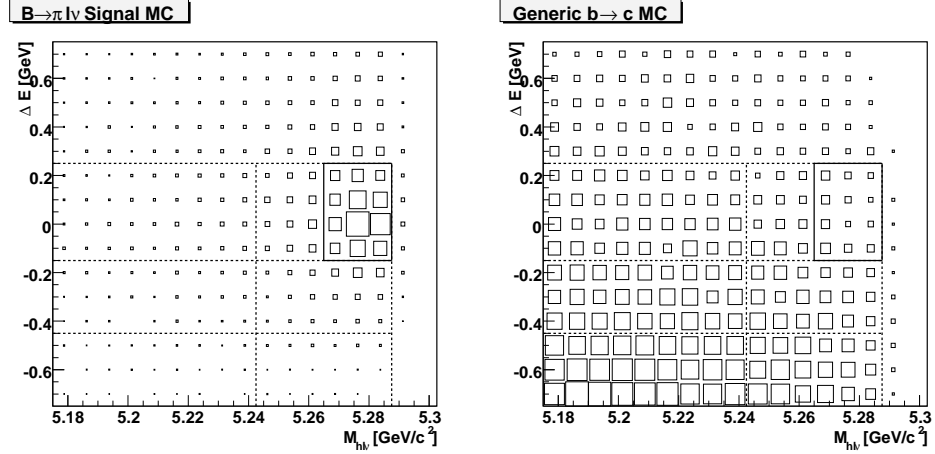 B→π lν Signal MC
Δ E [GeV]
0.6
0.4
0.2
0
-0.2
-0.4
-0.6
5.18 5.2 5.22 5.24 5.26 5.28 5.3
M_hlν [GeV/c²]
Generic b→ c MC
Δ E [GeV]
0.6
0.4
0.2
0
-0.2
-0.4
-0.6
5.18 5.2 5.22 5.24 5.26 5.28 5.3
M_hlν [GeV/c²]